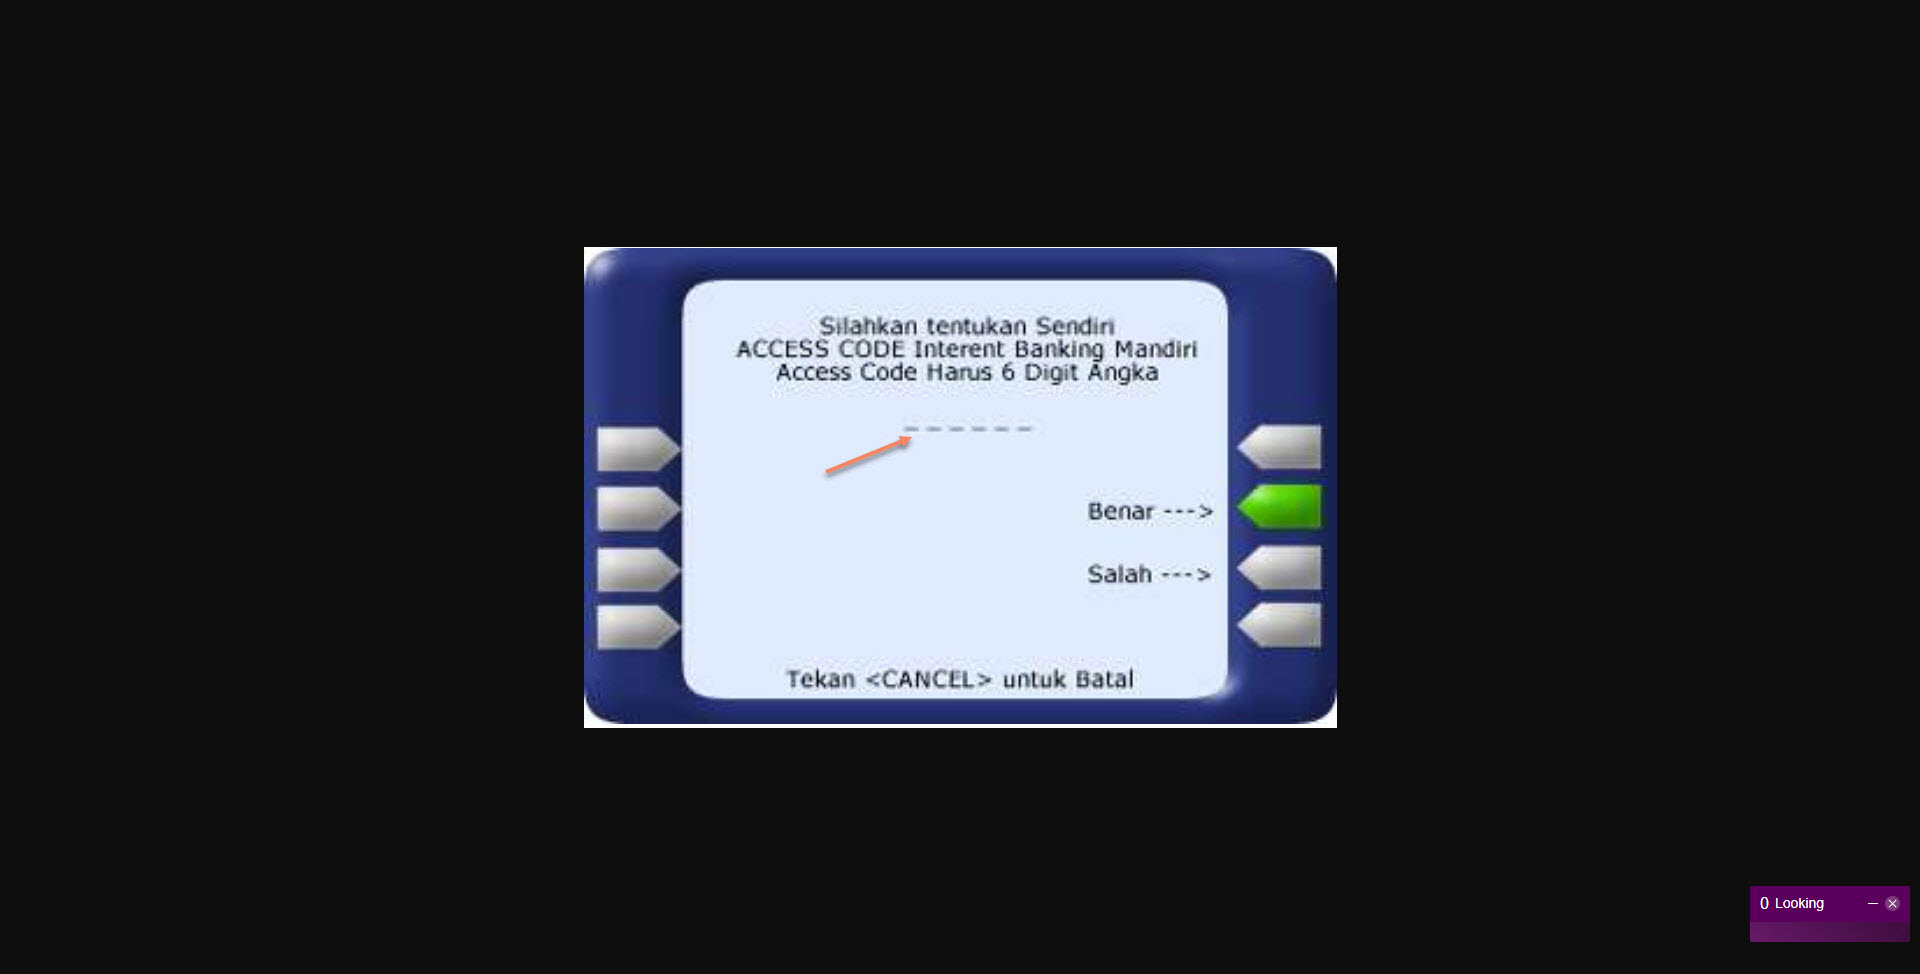 Silahkan tentukan Sendiri
ACCESS CODE Interent Banking Mandiri
Access Code Harus 6 Digit Angka
------
Benar --->
Salah --->
Tekan <CANCEL> untuk Batal
0 Looking